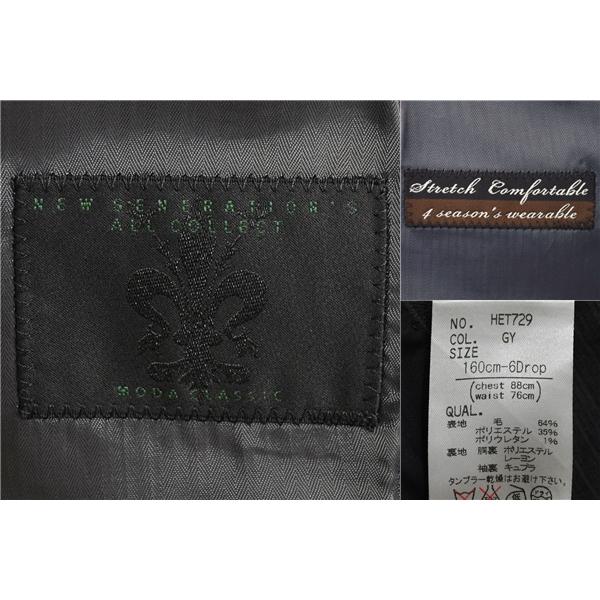 NEW GENERATION'S
ALL COLLECT
MODA CLASSIC
Stretch Comfortable
4 season's wearable
NO. HET729
COL. GY
SIZE
160cm-6Drop
(chest 88cm
waist 76cm)
QUAL.
表地 毛 64%
ポリエステル 35%
ポリウレタン 1%
裏地 胴裏 ポリエステル
レーヨン
袖裏 キュプラ
タンブラー乾燥はお避け下さい。